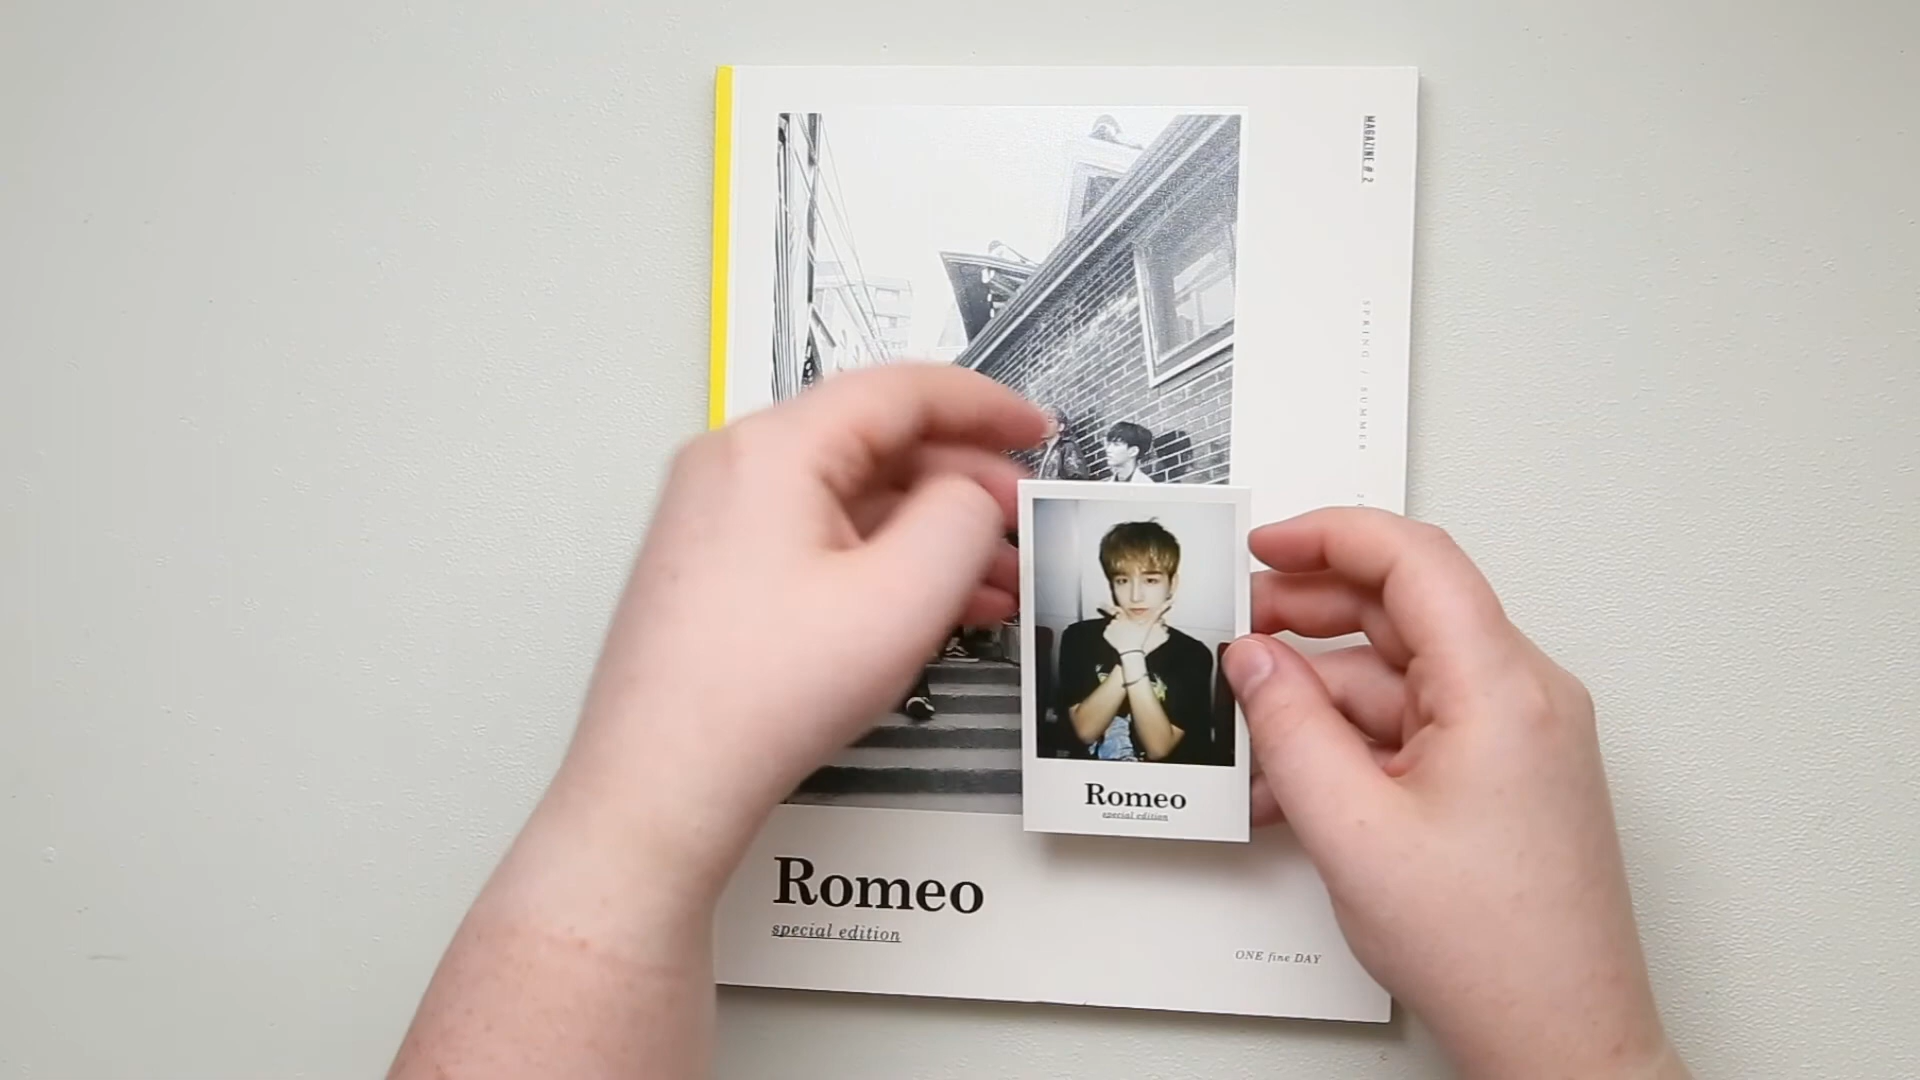 MAGAZINE # 2
SPRING / SUMMER
Romeo
special edition
Romeo
special edition
ONE fine DAY